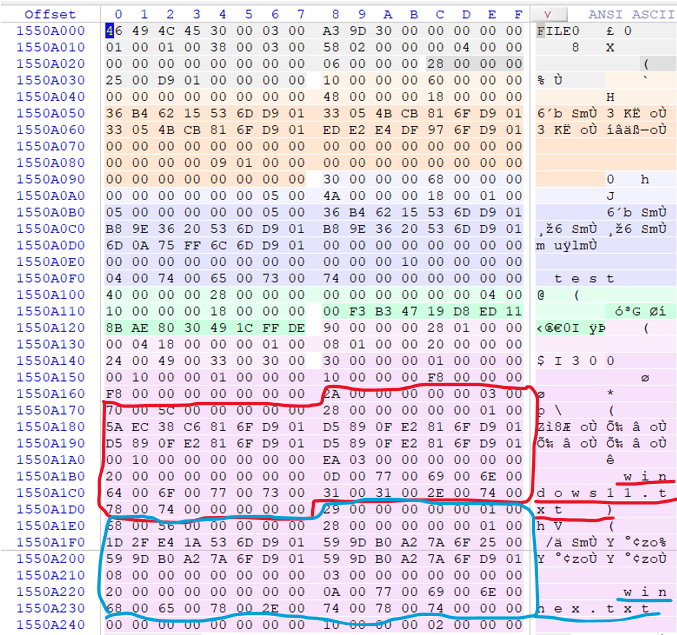 Offset 0 1 2 3 4 5 6 7 8 9 A B C D E F ANSI ASCII
1550A000 46 49 4C 45 30 00 03 00 A3 9D 30 00 00 00 00 00 FILE0 £ 0
1550A010 01 00 01 00 38 00 03 00 58 02 00 00 00 04 00 00 8 X
1550A020 00 00 00 00 00 00 00 00 06 00 00 00 28 00 00 00 (
1550A030 25 00 D9 01 00 00 00 00 10 00 00 00 60 00 00 00 % Ù `
1550A040 00 00 00 00 00 00 00 00 48 00 00 00 18 00 00 00 H
1550A050 36 B4 62 15 53 6D D9 01 33 05 4B CB 81 6F D9 01 6´b SmÙ 3 KË oÙ
1550A060 33 05 4B CB 81 6F D9 01 ED E2 E4 DF 97 6F D9 01 3 KË oÙ íâäß—oÙ
1550A070 00 00 00 00 00 00 00 00 00 00 00 00 00 00 00 00
1550A080 00 00 00 00 09 01 00 00 00 00 00 00 00 00 00 00
1550A090 00 00 00 00 00 00 00 00 30 00 00 00 68 00 00 00 0 h
1550A0A0 00 00 00 00 00 00 05 00 4A 00 00 00 18 00 01 00 J
1550A0B0 05 00 00 00 00 00 05 00 36 B4 62 15 53 6D D9 01 6´b SmÙ
1550A0C0 B8 9E 36 20 53 6D D9 01 B8 9E 36 20 53 6D D9 01 ¸ž6 SmÙ ¸ž6 SmÙ
1550A0D0 6D 0A 75 FF 6C 6D D9 01 00 00 00 00 00 00 00 00 m uÿlmÙ
1550A0E0 00 00 00 00 00 00 00 00 00 00 00 10 00 00 00 00
1550A0F0 04 00 74 00 65 00 73 00 74 00 00 00 00 00 00 00 t e s t
1550A100 40 00 00 00 28 00 00 00 00 00 00 00 00 00 04 00 @ (
1550A110 10 00 00 00 18 00 00 00 00 F3 B3 47 19 D8 ED 11 ó³G Øí
1550A120 8B AE 80 30 49 1C FF DE 90 00 00 00 28 01 00 00 ‹®€0I ÿÞ (
1550A130 00 04 18 00 00 00 01 00 08 01 00 00 20 00 00 00
1550A140 24 00 49 00 33 00 30 00 30 00 00 00 01 00 00 00 $ I 3 0 0
1550A150 00 10 00 00 01 00 00 00 10 00 00 00 F8 00 00 00 ø
1550A160 F8 00 00 00 00 00 00 00 2A 00 00 00 00 00 03 00 ø *
1550A170 70 00 5C 00 00 00 00 00 28 00 00 00 00 00 01 00 p \ (
1550A180 5A EC 38 C6 81 6F D9 01 D5 89 0F E2 81 6F D9 01 Zì8Æ oÙ Õ‰ â oÙ
1550A190 D5 89 0F E2 81 6F D9 01 D5 89 0F E2 81 6F D9 01 Õ‰ â oÙ Õ‰ â oÙ
1550A1A0 00 10 00 00 00 00 00 00 EA 03 00 00 00 00 00 00 ê
1550A1B0 20 00 00 00 00 00 00 00 0D 00 77 00 69 00 6E 00 w i n
1550A1C0 64 00 6F 00 77 00 73 00 31 00 31 00 2E 00 74 00 d o w s 1 1 . t
1550A1D0 78 00 74 00 00 00 00 00 29 00 00 00 00 00 01 00 x t )
1550A1E0 68 00 56 00 00 00 00 00 28 00 00 00 00 00 01 00 h V (
1550A1F0 1D 2F E4 1A 53 6D D9 01 59 9D B0 A2 7A 6F 25 00 /ä SmÙ Y °¢zo%
1550A200 59 9D B0 A2 7A 6F D9 01 59 9D B0 A2 7A 6F D9 01 Y °¢zoÙ Y °¢zoÙ
1550A210 08 00 00 00 00 00 00 00 03 00 00 00 00 00 00 00
1550A220 20 00 00 00 00 00 00 00 0A 00 77 00 69 00 6E 00 w i n
1550A230 68 00 65 00 78 00 2E 00 74 00 78 00 74 00 00 00 h e x . t x t
1550A240 00 00 00 00 00 00 00 00 10 00 00 00 02 00 00 00